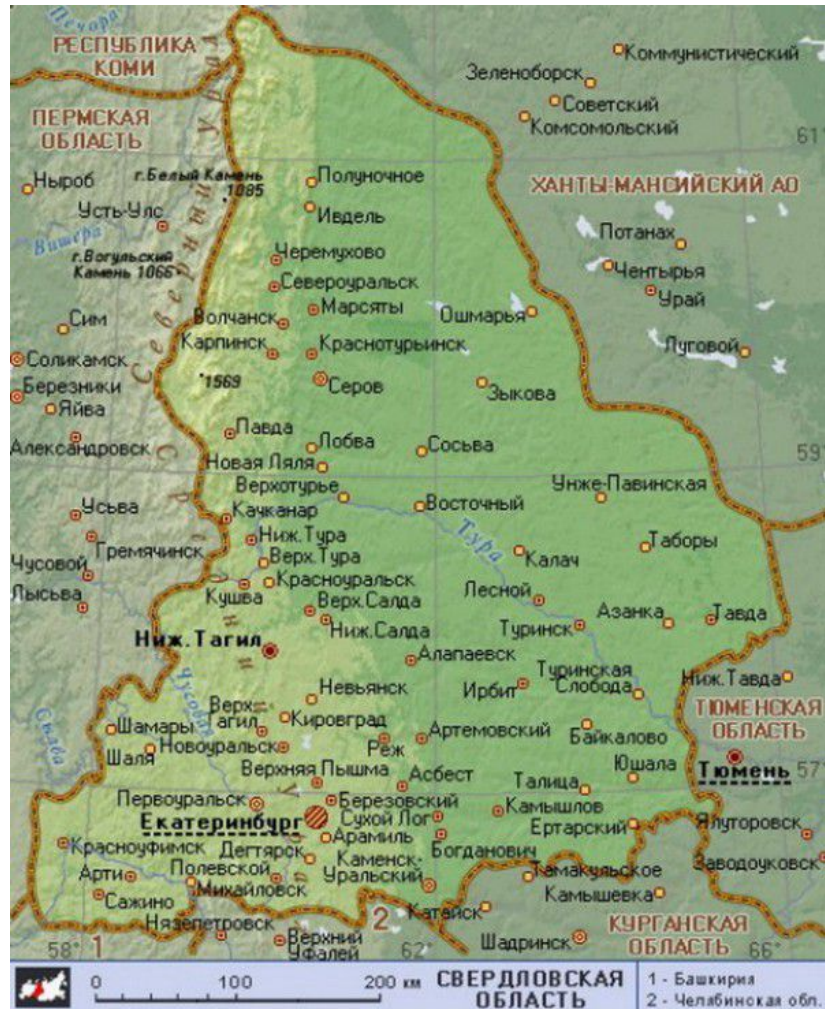 Печора
РЕСПУБЛИКА
КОМИ
Коммунистический
Зеленоборск
Советский
Комсомольский
ПЕРМСКАЯ
ОБЛАСТЬ
61°
Северный Урал
Ныроб
г.Белый Камень
1085
Полуночное
ХАНТЫ-МАНСИЙСКИЙ АО
Усть-Улс
Ивдель
Вишера
Потанах
г.Вогульский
Камень 1066
Черемухово
Чентырья
Североуральск
Урай
Марсяты
Ошмарья
Сим
Волчанск
Карпинск
Краснотурьинск
Луговой
Соликамск
1569
Серов
Зыкова
Березники
Яйва
Павда
Александровск
Лобва
Сосьва
59°
Новая Ляля
Верхотурье
Унже-Павинская
Качканар
Восточный
Усьва
Тура
Ниж.Тура
Гремячинск
Верх.Тура
Калач
Таборы
Чусовой
Красноуральск
Лысьва
Кушва
Верх.Салда
Лесной
Азанка
Тавда
Ниж.Салда
Туринск
Ниж.Тагил
Алапаевск
Туринская
Слобода
Ниж.Тавда
Чусовая
Невьянск
Ирбит
ТЮМЕНСКАЯ
ОБЛАСТЬ
Сылва
Верх.
Тагил
Кировград
Шамары
Артемовский
Байкалово
Шаля
Новоуральск
Реж
Юшала
57°
Тюмень
Верхняя Пышма
Асбест
Талица
Первоуральск
Березовский
Камышлов
Екатеринбург
Сухой Лог
Ертарский
Ялуторовск
Арамиль
Красноуфимск
Дегтярск
Богданович
Каменск-
Уральский
Заводоуковск
Арти
Полевской
Тамакульское
Михайловск
Камышевка
Сажино
Катайск
Нязепетровск
2
КУРГАНСКАЯ
ОБЛАСТЬ
58°
1
Верхний
Уфалей
62°
Шадринск
66°
0 100 200 км
СВЕРДЛОВСКАЯ
ОБЛАСТЬ
1 - Башкирия
2 - Челябинская обл.